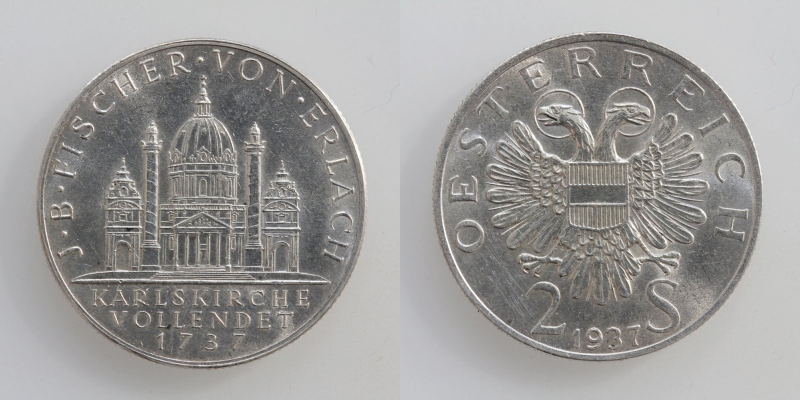 J·B·FISCHER·VON·ERLACH
KARLSKIRCHE
VOLLENDET
1737
OESTERREICH
2 1937 S